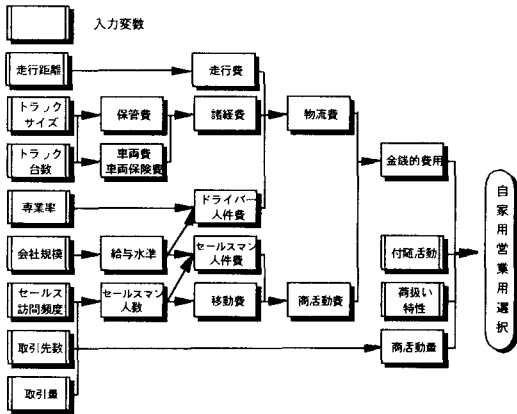 入力変数
走行距離
走行費
トラック
サイズ
保管費
諸経費
物流費
トラック
台数
車両費
車両保険費
金銭的費用
専業率
ドライバー
人件費
会社規模
給与水準
セールスマン
人件費
付随活動
セールス
訪問頻度
セールスマン
人数
移動費
商活動費
荷扱い
特性
取引先数
商活動量
取引量
自家用営業用選択